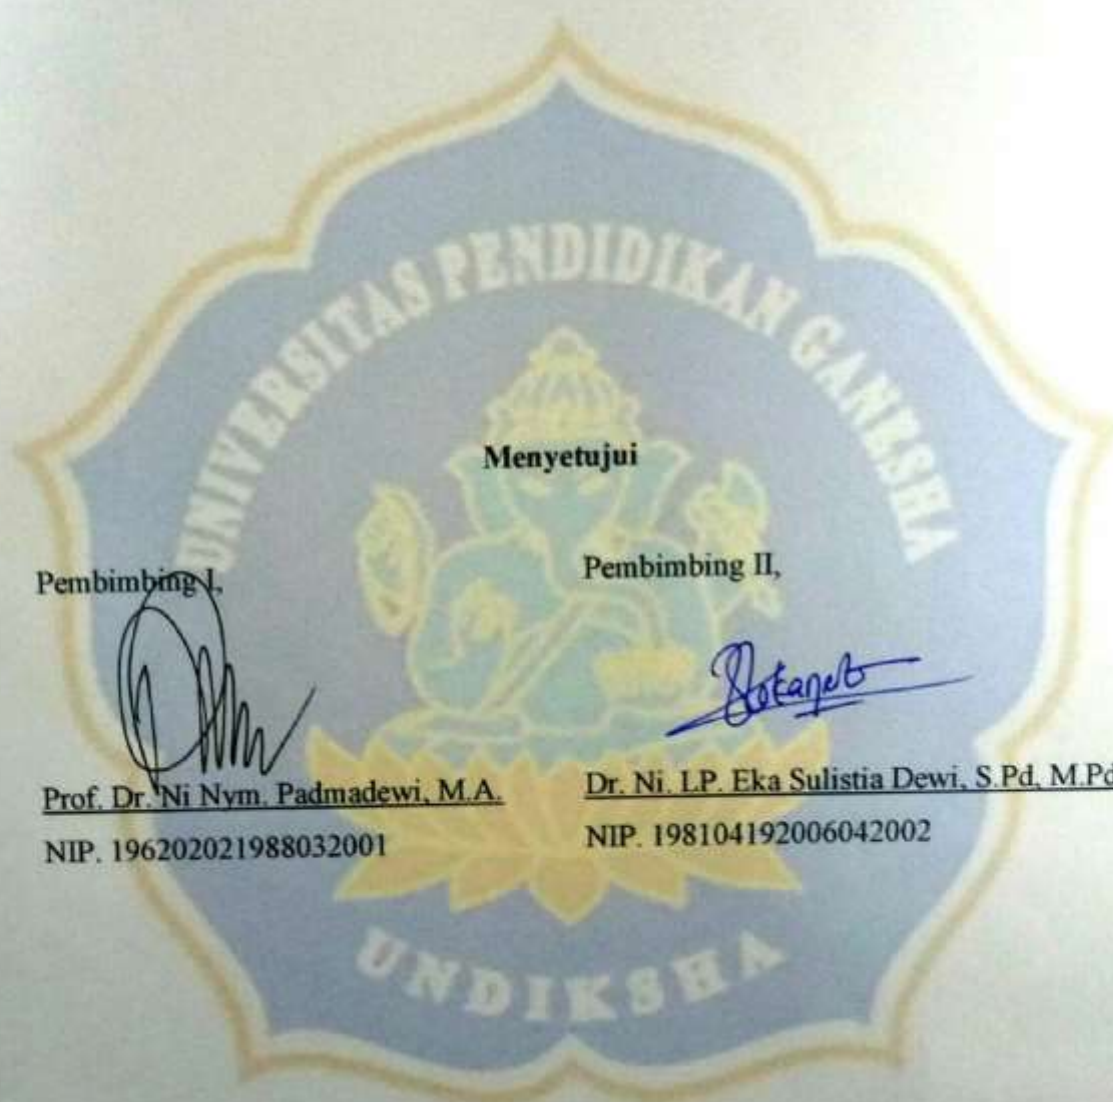 UNIVERSITAS PENDIDIKAN GANESHA
Menyetujui
Pembimbing I,
Pembimbing II,
Prof. Dr. Ni Nym. Padmadewi, M.A.
NIP. 196202021988032001
Dr. Ni. LP. Eka Sulistia Dewi, S.Pd, M.Pd
NIP. 198104192006042002
UNDIKSHA